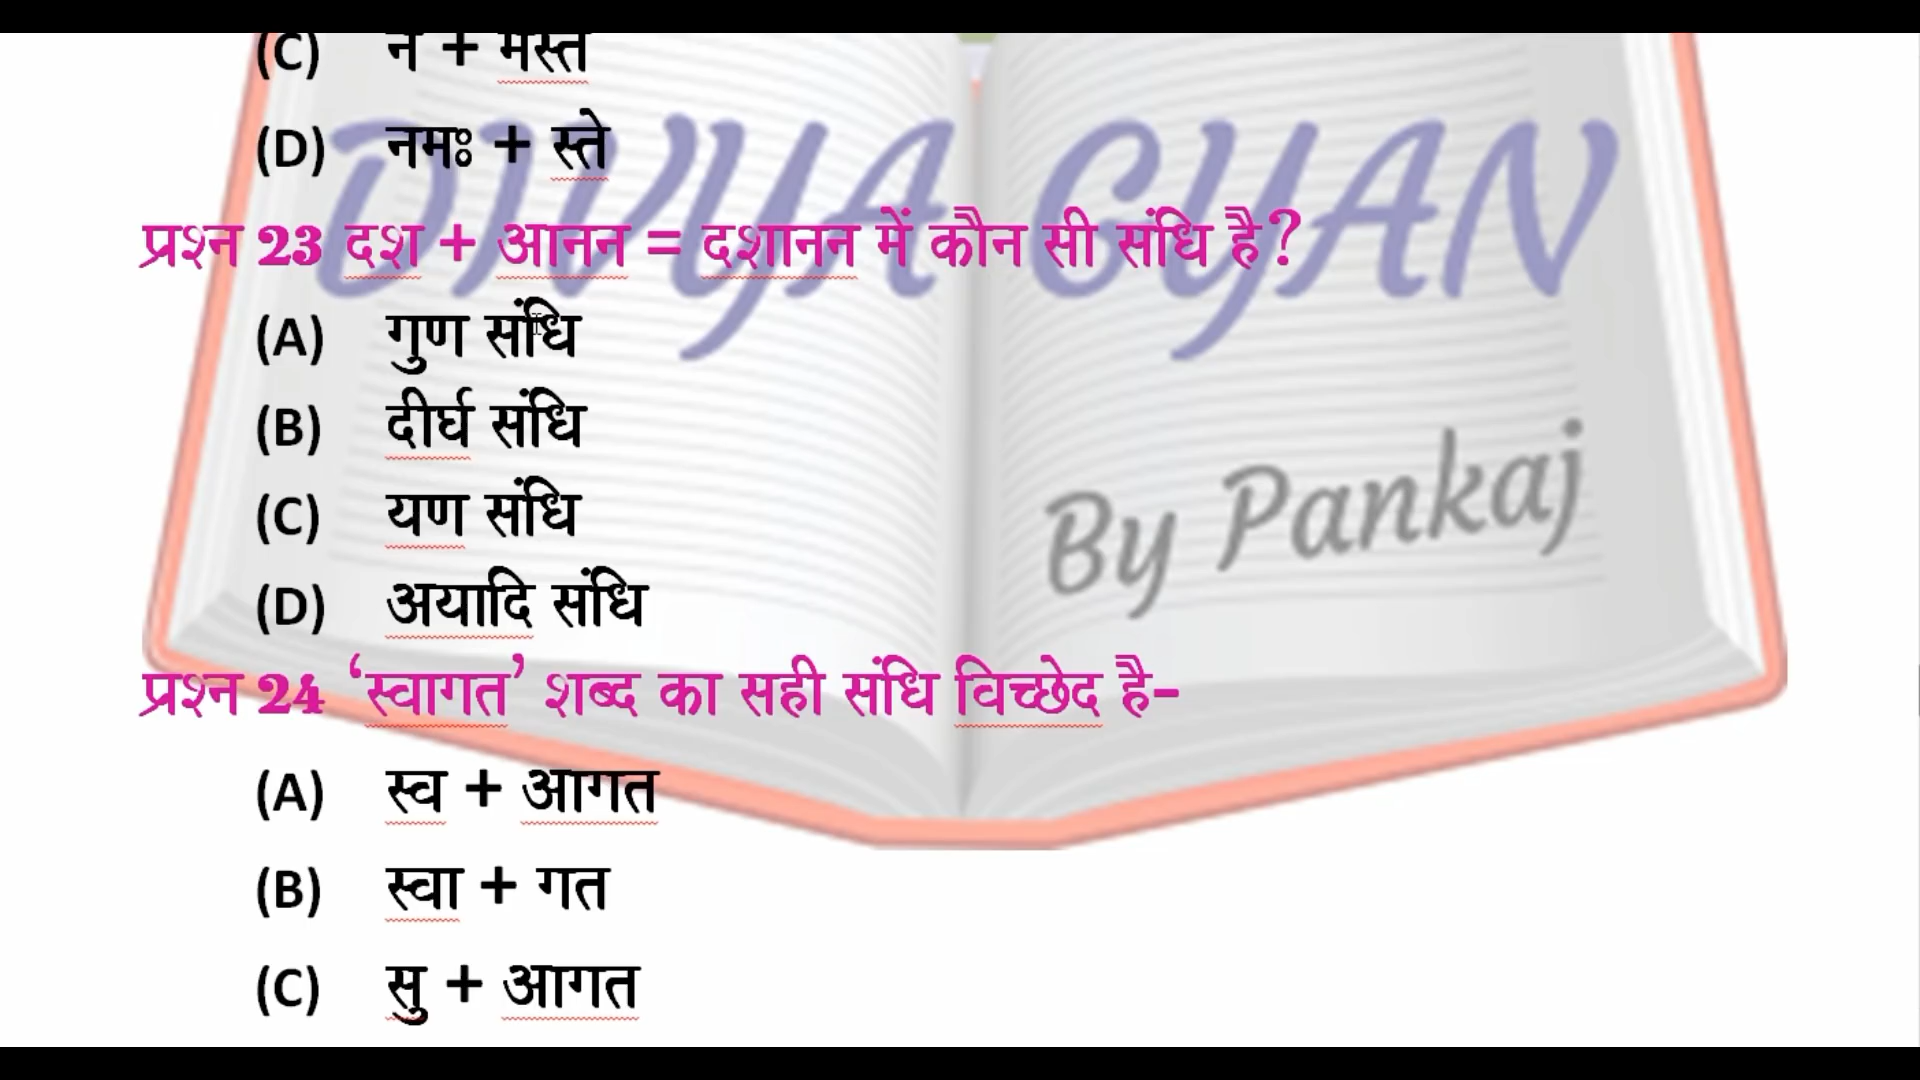 (C) न + मस्ते
(D) नमः + स्ते
DIVYA GYAN
प्रश्न 23 दश + आनन = दशानन में कौन सी संधि है?
(A) गुण संधि
(B) दीर्घ संधि
(C) यण संधि
(D) अयादि संधि
By Pankaj
प्रश्न 24 ‘स्वागत’ शब्द का सही संधि विच्छेद है-
(A) स्व + आगत
(B) स्वा + गत
(C) सु + आगत